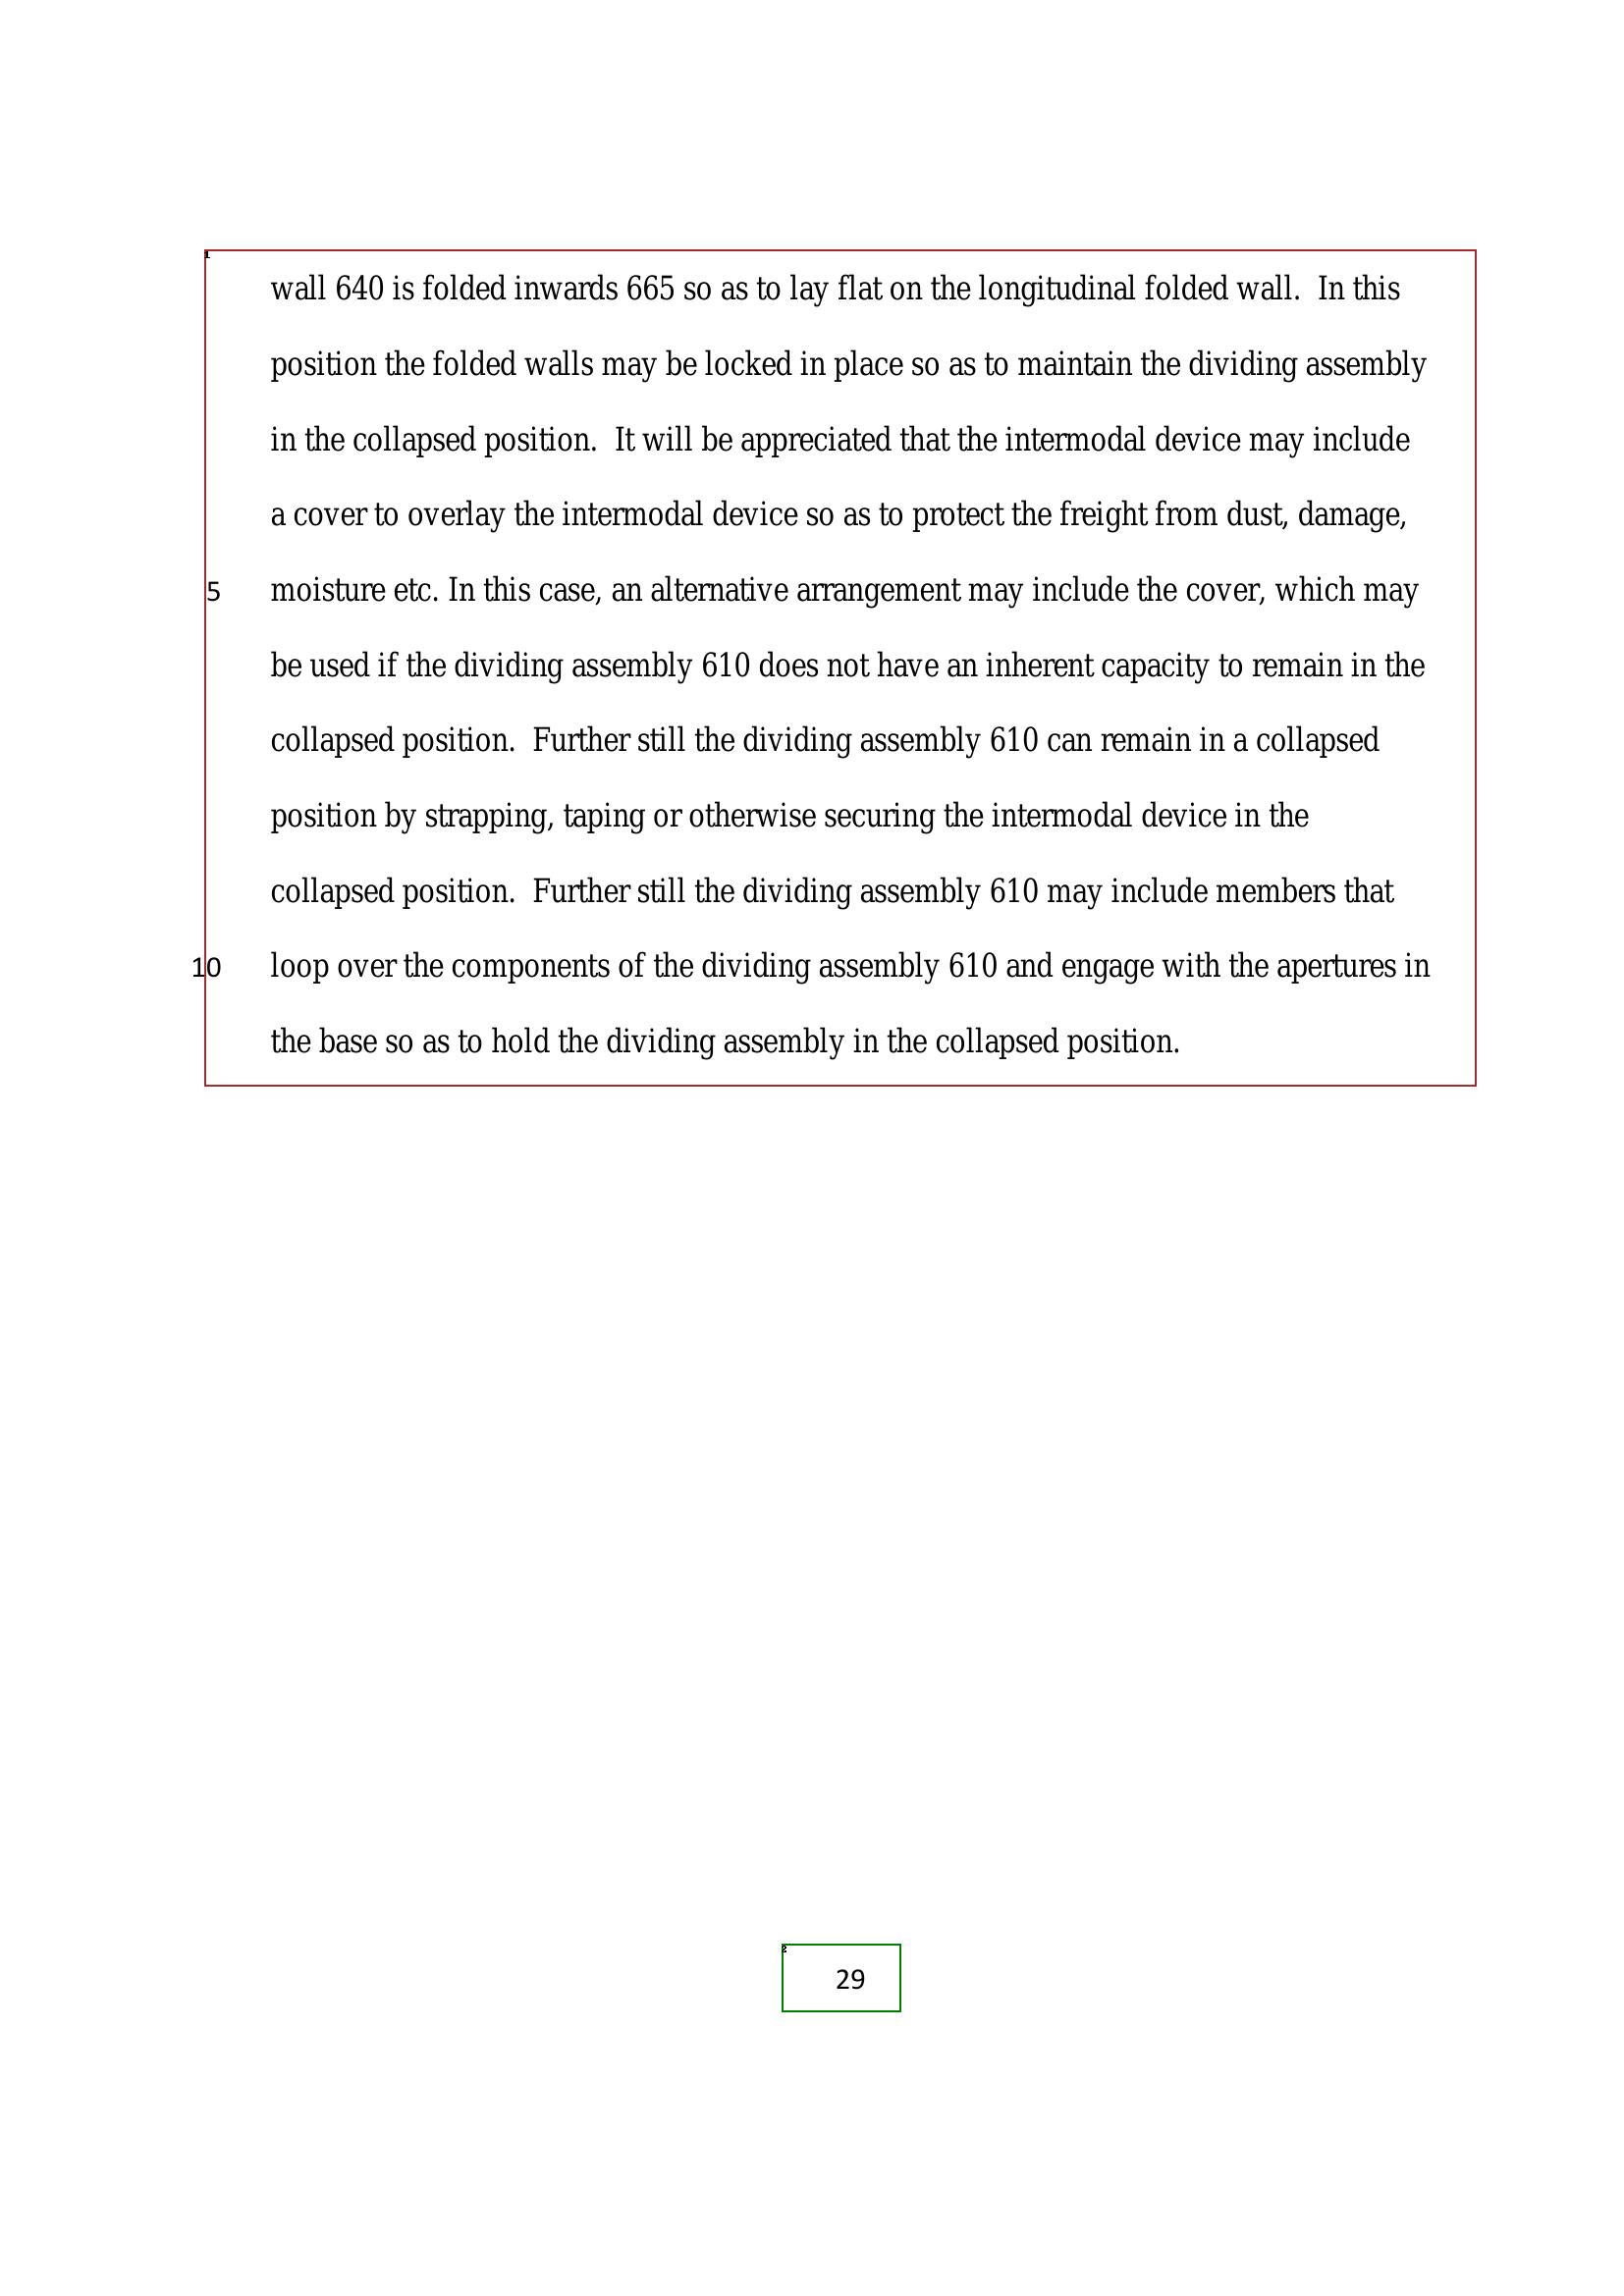 1
wall 640 is folded inwards 665 so as to lay flat on the longitudinal folded wall.  In this
position the folded walls may be locked in place so as to maintain the dividing assembly
in the collapsed position.  It will be appreciated that the intermodal device may include
a cover to overlay the intermodal device so as to protect the freight from dust, damage,
5 moisture etc. In this case, an alternative arrangement may include the cover, which may
be used if the dividing assembly 610 does not have an inherent capacity to remain in the
collapsed position.  Further still the dividing assembly 610 can remain in a collapsed
position by strapping, taping or otherwise securing the intermodal device in the
collapsed position.  Further still the dividing assembly 610 may include members that
10 loop over the components of the dividing assembly 610 and engage with the apertures in
the base so as to hold the dividing assembly in the collapsed position.
2
29